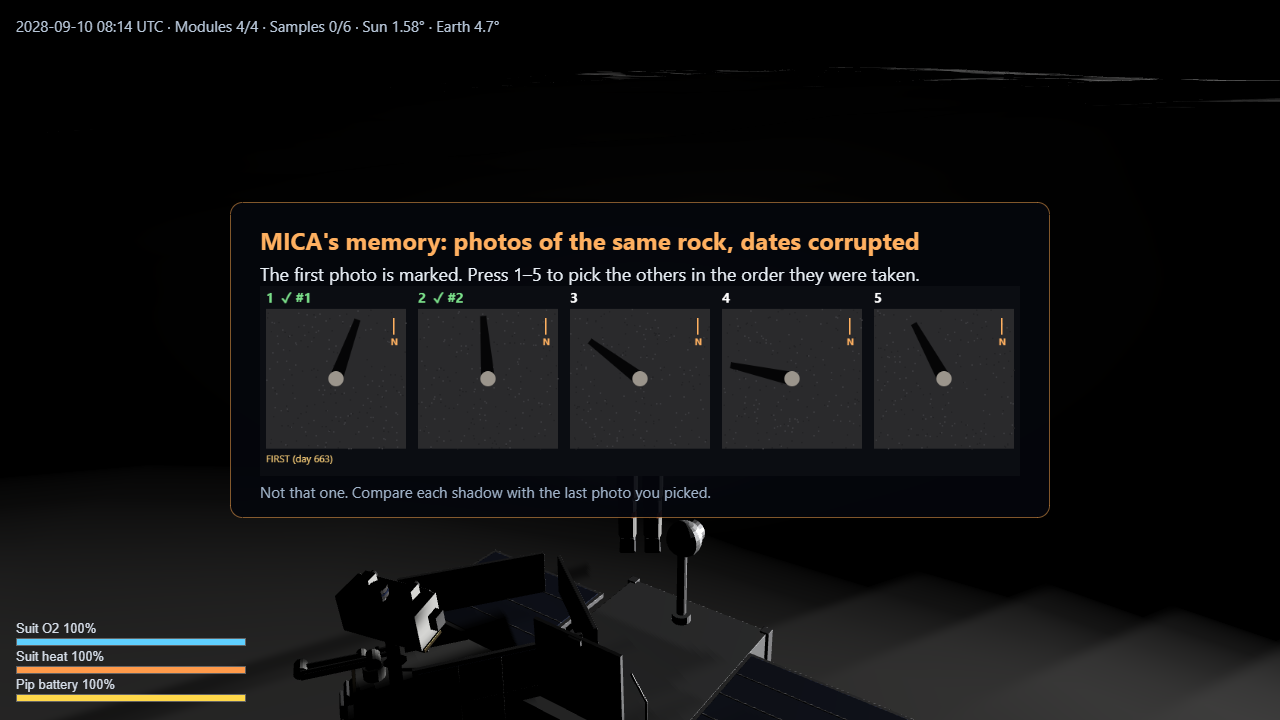 2028-09-10 08:14 UTC · Modules 4/4 · Samples 0/6 · Sun 1.58° · Earth 4.7°
MICA's memory: photos of the same rock, dates corrupted
The first photo is marked. Press 1–5 to pick the others in the order they were taken.
1 ✓ #1 2 ✓ #2 3 4 5
N N N N N
FIRST (day 663)
Not that one. Compare each shadow with the last photo you picked.
Suit O2 100%
Suit heat 100%
Pip battery 100%